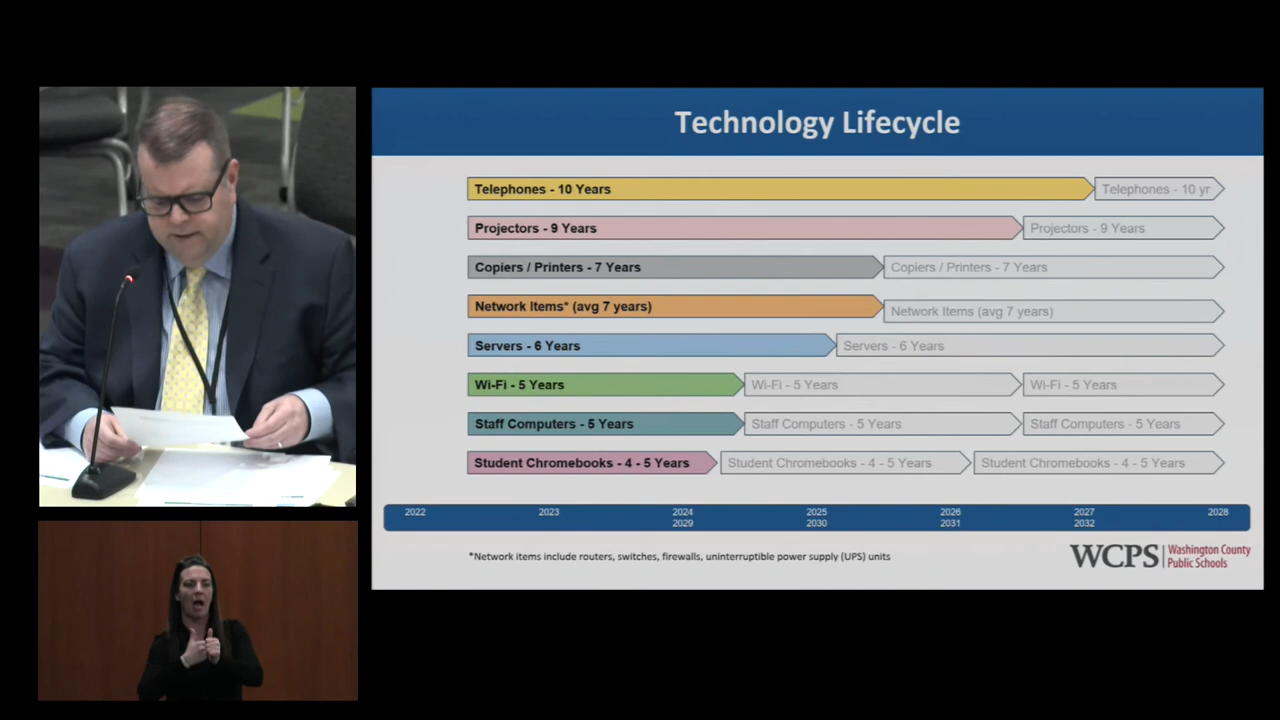 Technology Lifecycle
Telephones - 10 Years
Telephones - 10 yr
Projectors - 9 Years
Projectors - 9 Years
Copiers / Printers - 7 Years
Copiers / Printers - 7 Years
Network Items* (avg 7 years)
Network Items (avg 7 years)
Servers - 6 Years
Servers - 6 Years
Wi-Fi - 5 Years
Wi-Fi - 5 Years
Wi-Fi - 5 Years
Staff Computers - 5 Years
Staff Computers - 5 Years
Staff Computers - 5 Years
Student Chromebooks - 4 - 5 Years
Student Chromebooks - 4 - 5 Years
Student Chromebooks - 4 - 5 Years
2022 2023 2024 2025 2026 2027 2028
2029 2030 2031 2032
*Network items include routers, switches, firewalls, uninterruptible power supply (UPS) units
WCPS
Washington County
Public Schools